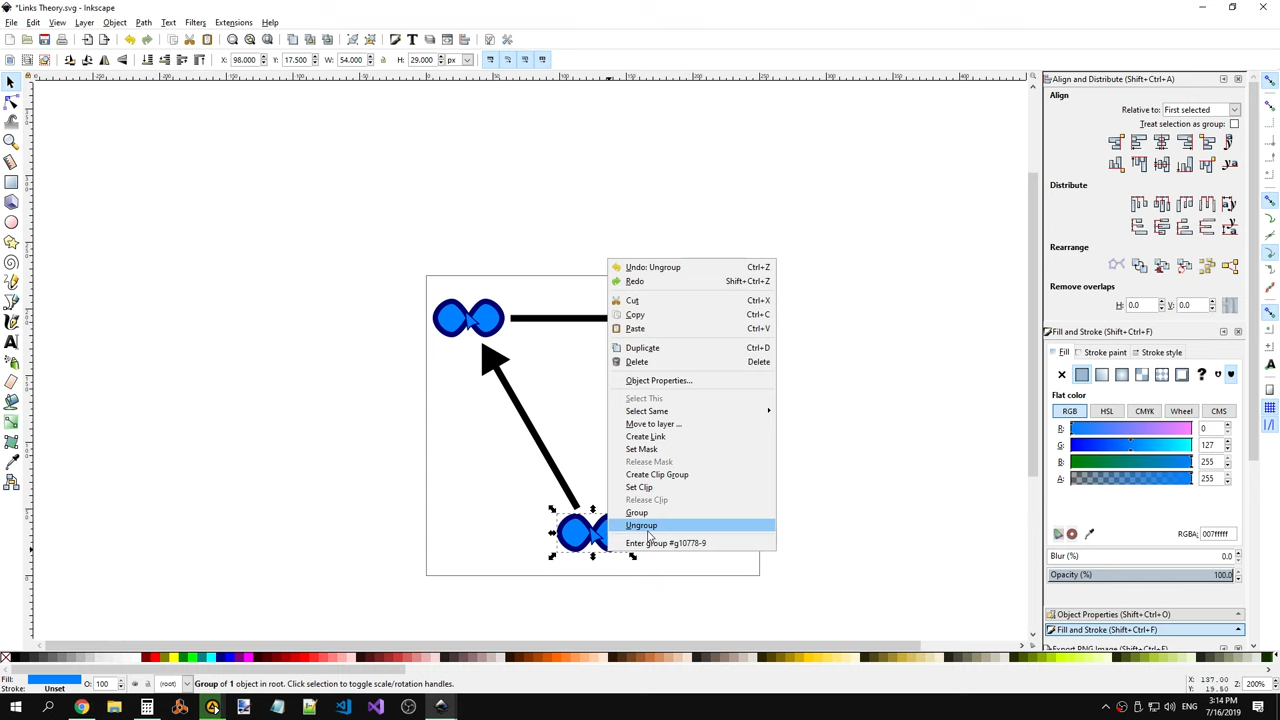 *Links Theory.svg - Inkscape
File Edit View Layer Object Path Text Filters Extensions Help
X: 98.000 Y: 17.500 W: 54.000 H: 29.000 px
Align and Distribute (Shift+Ctrl+A)
Align
Relative to: First selected
Treat selection as group:
Distribute
Rearrange
Remove overlaps
H: 0.0 V: 0.0
Fill and Stroke (Shift+Ctrl+F)
Fill Stroke paint Stroke style
Flat color
RGB HSL CMYK Wheel CMS
R: 0
G: 127
B: 255
A: 255
RGBA: 007fffff
Blur (%) 0.0
Opacity (%) 100.0
Object Properties (Shift+Ctrl+O)
Fill and Stroke (Shift+Ctrl+F)
Export PNG Image (Shift+Ctrl+E)
Undo: Ungroup Ctrl+Z
Redo Shift+Ctrl+Z
Cut Ctrl+X
Copy Ctrl+C
Paste Ctrl+V
Duplicate Ctrl+D
Delete Delete
Object Properties...
Select This
Select Same
Move to layer ...
Create Link
Set Mask
Release Mask
Create Clip Group
Set Clip
Release Clip
Group
Ungroup
Enter group #g10778-9
Fill:
Stroke: Unset
O: 100
(root)
Group of 1 object in root. Click selection to toggle scale/rotation handles.
X: 137.00
Y: 19.50
Z: 200%
ENG
3:14 PM
7/16/2019